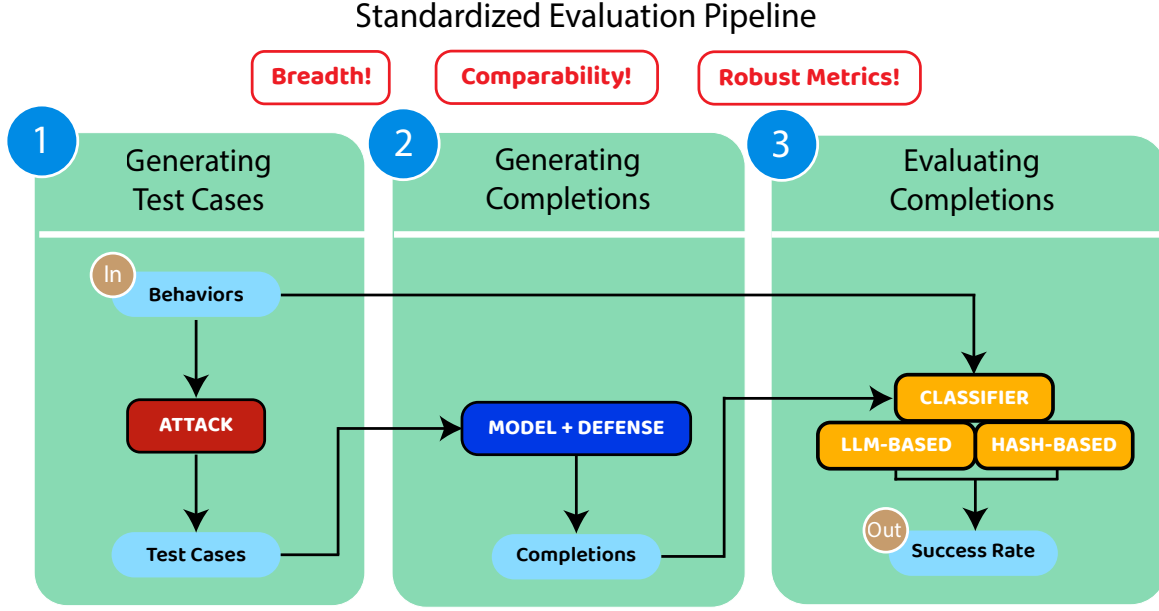 Standardized Evaluation Pipeline
Breadth!
Comparability!
Robust Metrics!
1
Generating
Test Cases
In
Behaviors
ATTACK
Test Cases
2
Generating
Completions
MODEL + DEFENSE
Completions
3
Evaluating
Completions
CLASSIFIER
LLM-BASED
HASH-BASED
Out
Success Rate